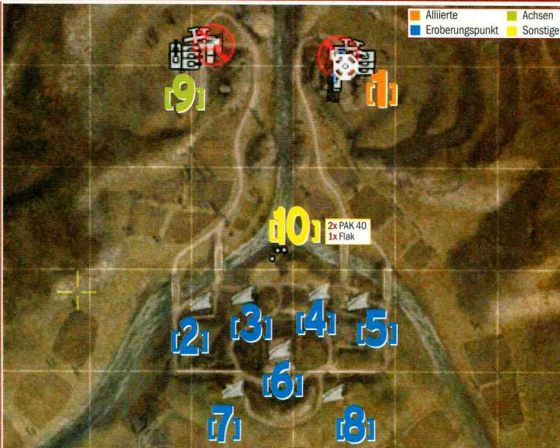 Alliierte
Achsen
Eroberungspunkt
Sonstige
[9]
[1]
[10]
2x PAK 40
1x Flak
[2]
[3]
[4]
[5]
[6]
[7]
[8]